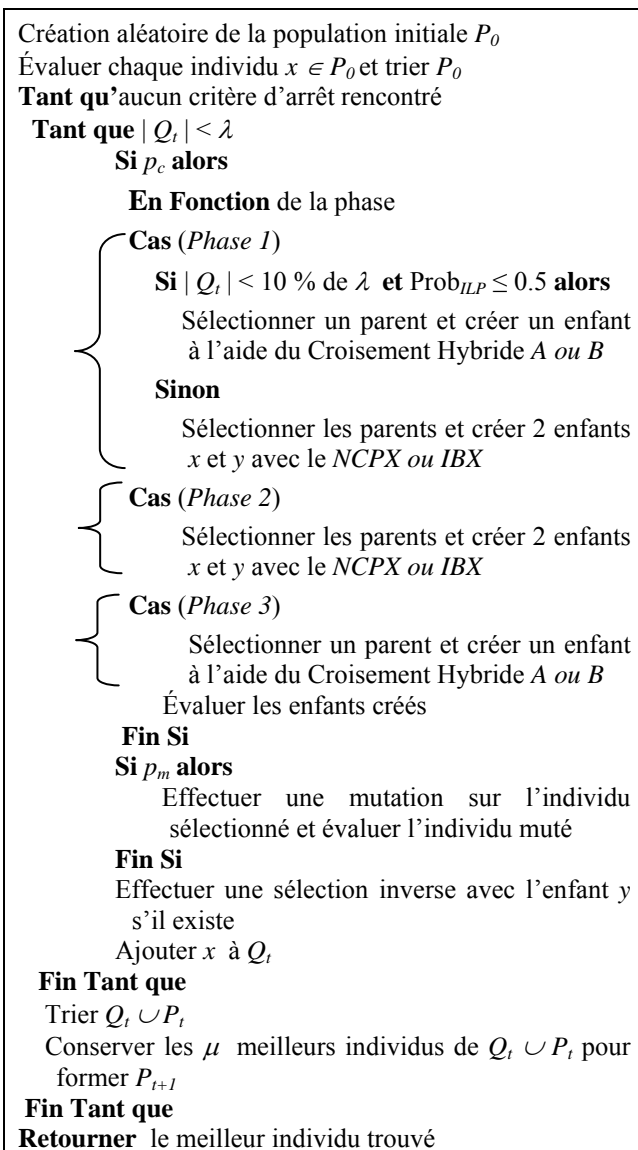 Création aléatoire de la population initiale P0
Évaluer chaque individu x ∈ P0 et trier P0
Tant qu’aucun critère d’arrêt rencontré
Tant que | Qt | < λ
Si pc alors
En Fonction de la phase
Cas (Phase 1)
Si | Qt | < 10 % de λ et ProbILP ≤ 0.5 alors
Sélectionner un parent et créer un enfant
à l’aide du Croisement Hybride A ou B
Sinon
Sélectionner les parents et créer 2 enfants
x et y avec le NCPX ou IBX
Cas (Phase 2)
Sélectionner les parents et créer 2 enfants
x et y avec le NCPX ou IBX
Cas (Phase 3)
Sélectionner un parent et créer un enfant
à l’aide du Croisement Hybride A ou B
Évaluer les enfants créés
Fin Si
Si pm alors
Effectuer une mutation sur l’individu
sélectionné et évaluer l’individu muté
Fin Si
Effectuer une sélection inverse avec l’enfant y
s’il existe
Ajouter x à Qt
Fin Tant que
Trier Qt ∪ Pt
Conserver les μ meilleurs individus de Qt ∪ Pt pour
former Pt+1
Fin Tant que
Retourner le meilleur individu trouvé